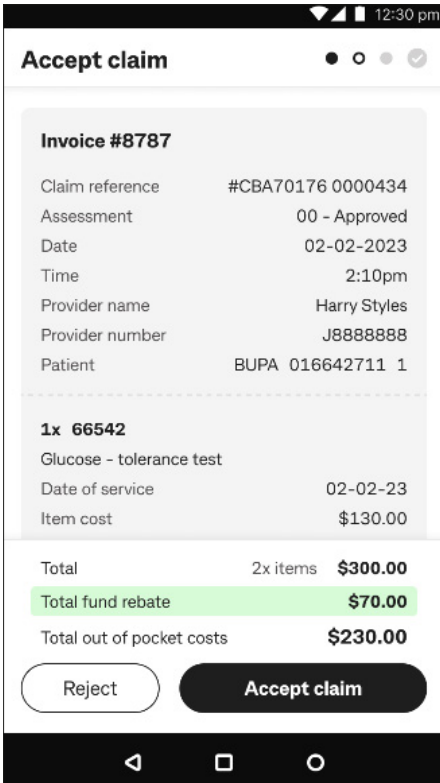 12:30 pm
Accept claim
Invoice #8787
Claim reference #CBA70176 0000434
Assessment 00 - Approved
Date 02-02-2023
Time 2:10pm
Provider name Harry Styles
Provider number J8888888
Patient BUPA 016642711 1
1x 66542
Glucose - tolerance test
Date of service 02-02-23
Item cost $130.00
Total 2x items $300.00
Total fund rebate $70.00
Total out of pocket costs $230.00
Reject Accept claim